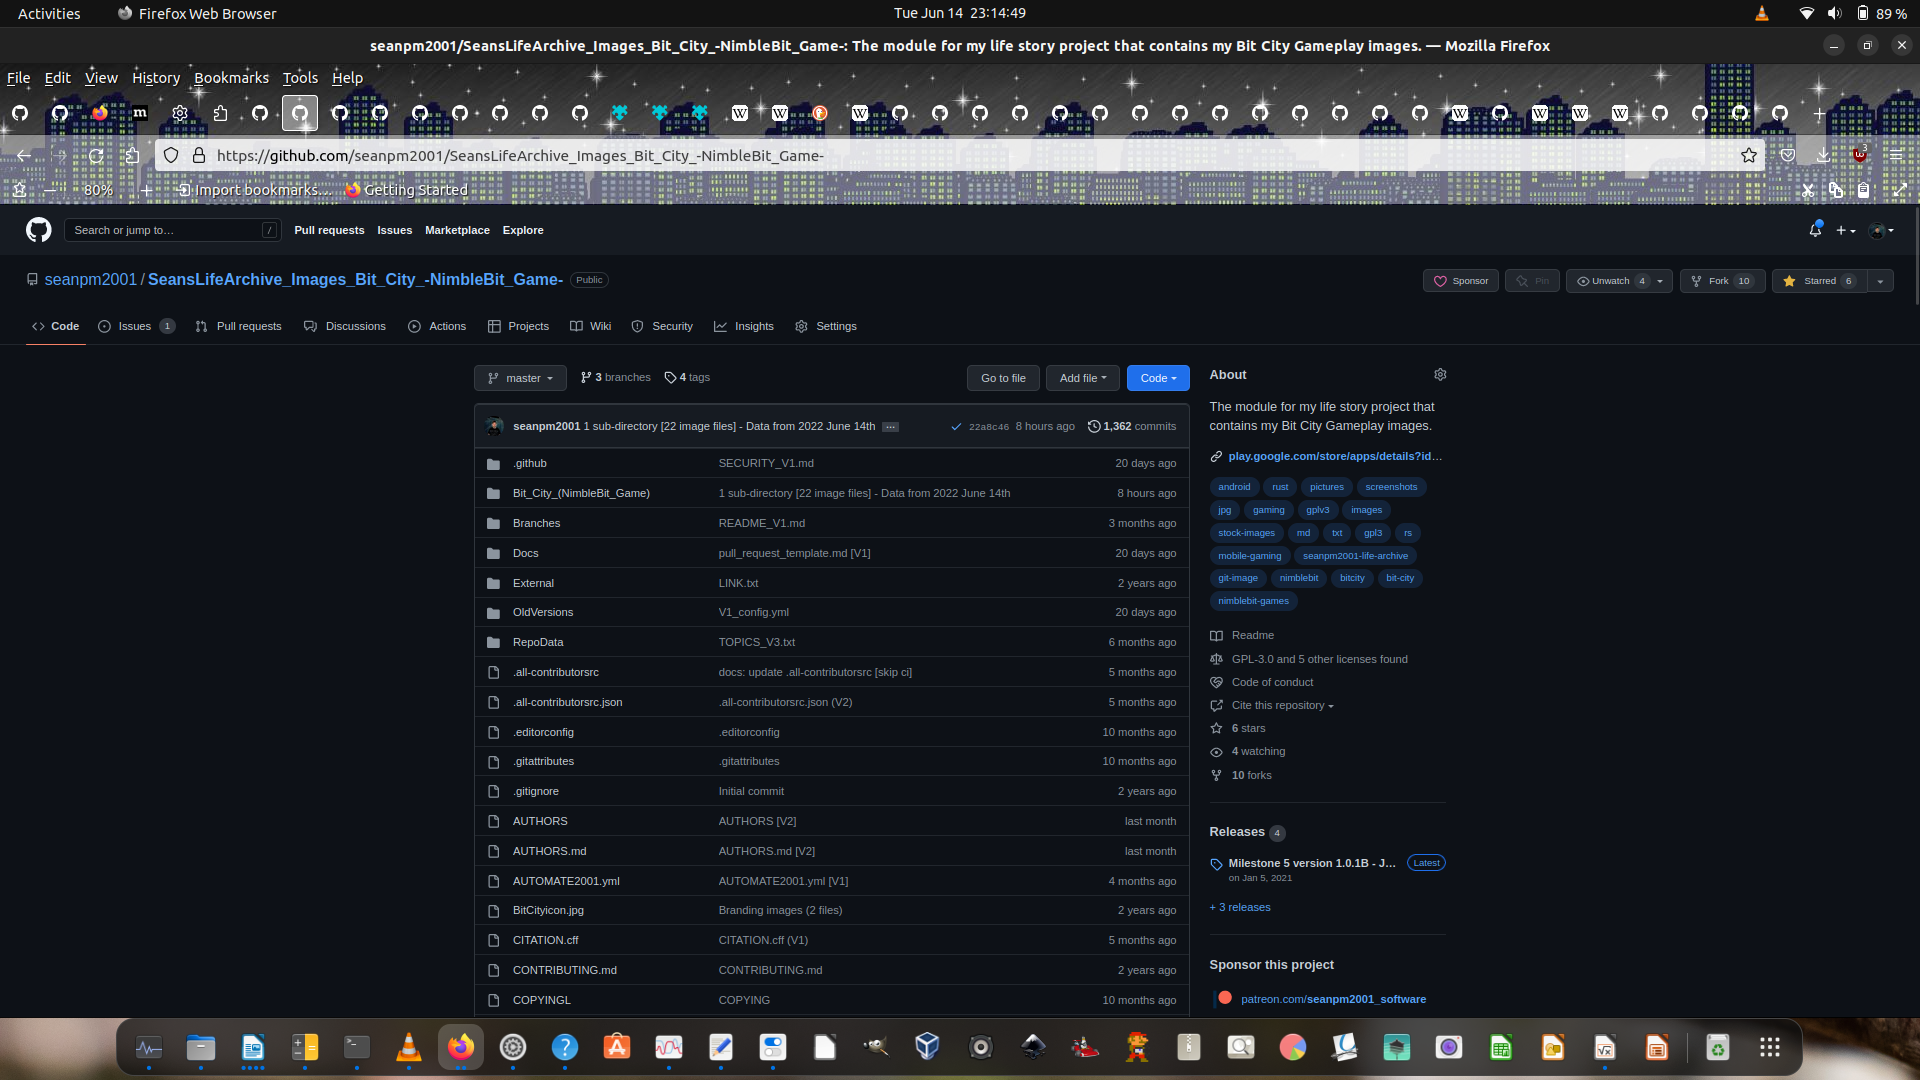 Activities
Firefox Web Browser
Tue Jun 14 23:14:49
89 %
seanpm2001/SeansLifeArchive_Images_Bit_City_-NimbleBit_Game-: The module for my life story project that contains my Bit City Gameplay images. — Mozilla Firefox
File Edit View History Bookmarks Tools Help
https://github.com/seanpm2001/SeansLifeArchive_Images_Bit_City_-NimbleBit_Game-
3
80%
Import bookmarks...
Getting Started
Search or jump to...
/
Pull requests Issues Marketplace Explore
seanpm2001 / SeansLifeArchive_Images_Bit_City_-NimbleBit_Game- Public
Sponsor
Pin
Unwatch 4
Fork 10
Starred 6
Code
Issues 1
Pull requests
Discussions
Actions
Projects
Wiki
Security
Insights
Settings
master
3 branches
4 tags
Go to file
Add file
Code
seanpm2001 1 sub-directory [22 image files] - Data from 2022 June 14th ... 22a8c46 8 hours ago 1,362 commits
.github SECURITY_V1.md 20 days ago
Bit_City_(NimbleBit_Game) 1 sub-directory [22 image files] - Data from 2022 June 14th 8 hours ago
Branches README_V1.md 3 months ago
Docs pull_request_template.md [V1] 20 days ago
External LINK.txt 2 years ago
OldVersions V1_config.yml 20 days ago
RepoData TOPICS_V3.txt 6 months ago
.all-contributorsrc docs: update .all-contributorsrc [skip ci] 5 months ago
.all-contributorsrc.json .all-contributorsrc.json (V2) 5 months ago
.editorconfig .editorconfig 10 months ago
.gitattributes .gitattributes 10 months ago
.gitignore Initial commit 2 years ago
AUTHORS AUTHORS [V2] last month
AUTHORS.md AUTHORS.md [V2] last month
AUTOMATE2001.yml AUTOMATE2001.yml [V1] 4 months ago
BitCityicon.jpg Branding images (2 files) 2 years ago
CITATION.cff CITATION.cff (V1) 5 months ago
CONTRIBUTING.md CONTRIBUTING.md 2 years ago
COPYINGL COPYING 10 months ago
About
The module for my life story project that
contains my Bit City Gameplay images.
play.google.com/store/apps/details?id...
android rust pictures screenshots
jpg gaming gplv3 images
stock-images md txt gpl3 rs
mobile-gaming seanpm2001-life-archive
git-image nimblebit bitcity bit-city
nimblebit-games
Readme
GPL-3.0 and 5 other licenses found
Code of conduct
Cite this repository
6 stars
4 watching
10 forks
Releases 4
Milestone 5 version 1.0.1B - J... Latest
on Jan 5, 2021
+ 3 releases
Sponsor this project
patreon.com/seanpm2001_software